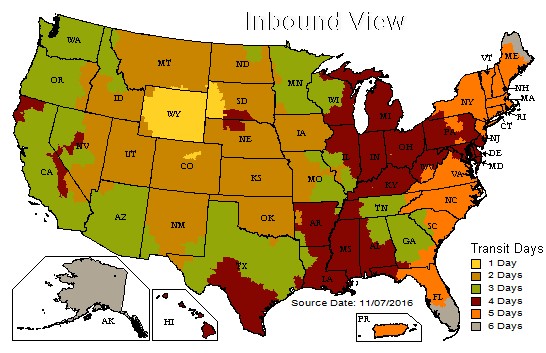 Inbound View
WA
OR
CA
NV
ID
MT
WY
UT
CO
AZ
NM
ND
SD
NE
KS
OK
TX
MN
IA
MO
AR
LA
WI
IL
MI
IN
OH
KY
TN
MS
AL
GA
FL
SC
NC
VA
WV
PA
NY
VT
ME
NH
MA
RI
CT
NJ
DE
MD
AK
HI
PR
Source Date: 11/07/2016
Transit Days
1 Day
2 Days
3 Days
4 Days
5 Days
6 Days